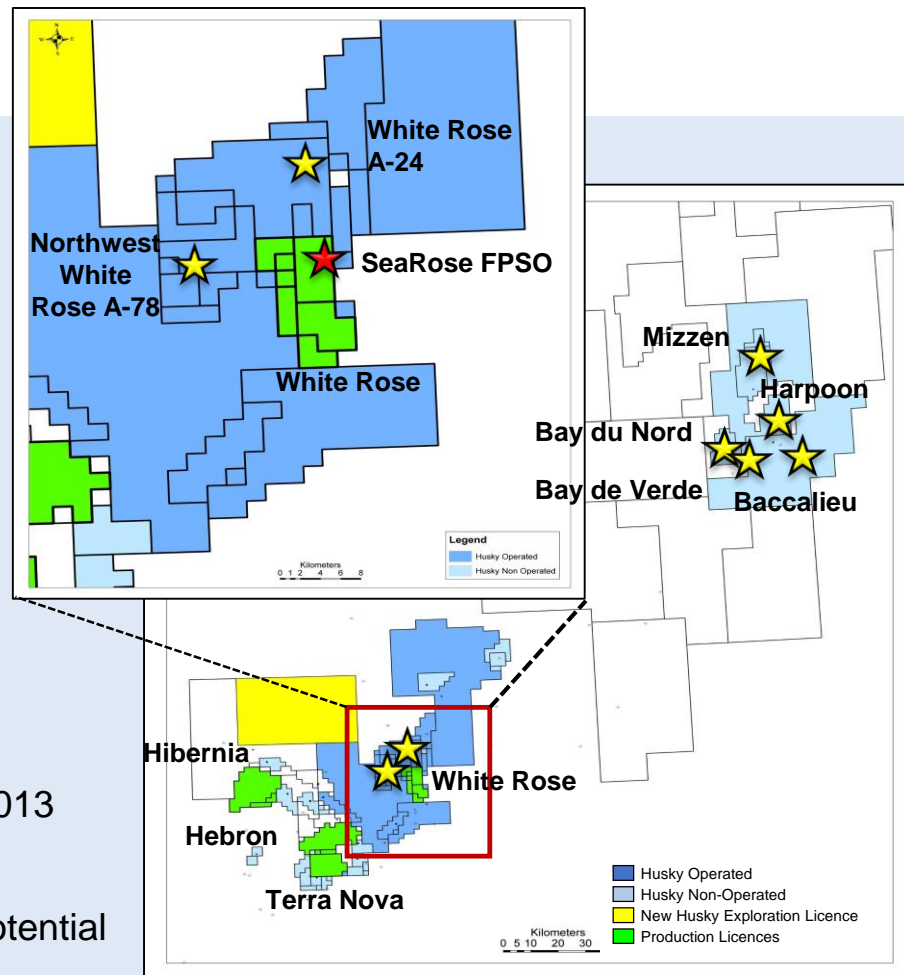 N
W
E
S
White Rose
A-24
Northwest
White
Rose A-78
SeaRose FPSO
White Rose
Legend
Husky Operated
Husky Non Operated
Kilometers
0 1 2 4 6 8
Mizzen
Harpoon
Bay du Nord
Bay de Verde
Baccalieu
Hibernia
White Rose
Hebron
Terra Nova
013
otential
Husky Operated
Husky Non-Operated
New Husky Exploration Licence
Production Licences
Kilometers
0 5 10 20 30